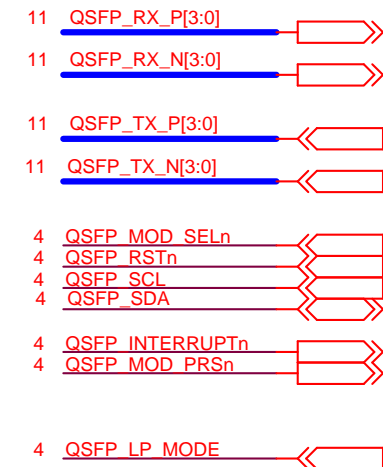 11 QSFP_RX_P[3:0]
11 QSFP_RX_N[3:0]
11 QSFP_TX_P[3:0]
11 QSFP_TX_N[3:0]
4 QSFP_MOD_SELn
4 QSFP_RSTn
4 QSFP_SCL
4 QSFP_SDA
4 QSFP_INTERRUPTn
4 QSFP_MOD_PRSn
4 QSFP_LP_MODE